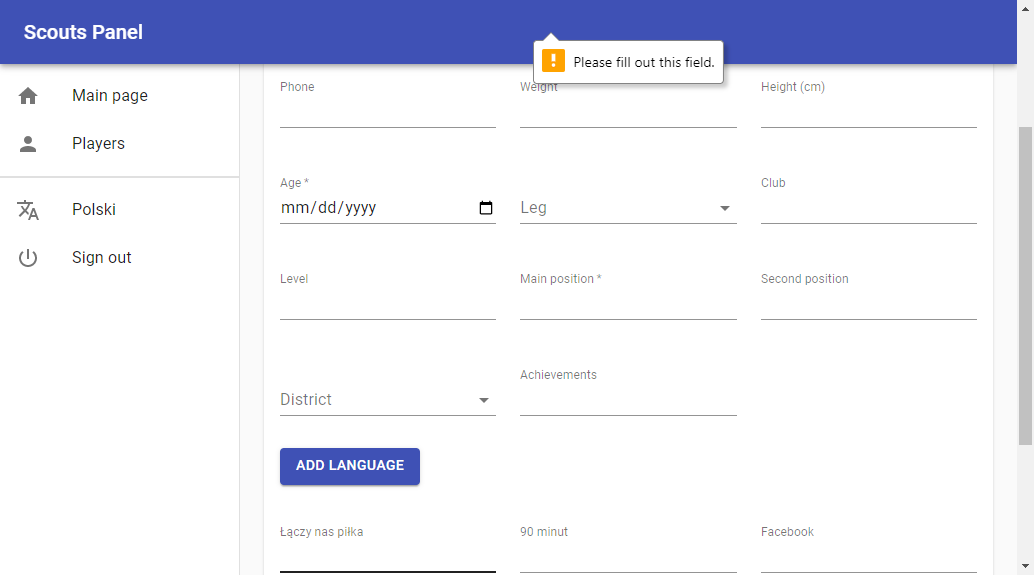 Scouts Panel
Please fill out this field.
Main page
Players
Polski
Sign out
Phone
Weight
Height (cm)
Age *
mm/dd/yyyy
Leg
Club
Level
Main position *
Second position
District
Achievements
ADD LANGUAGE
Łączy nas piłka
90 minut
Facebook